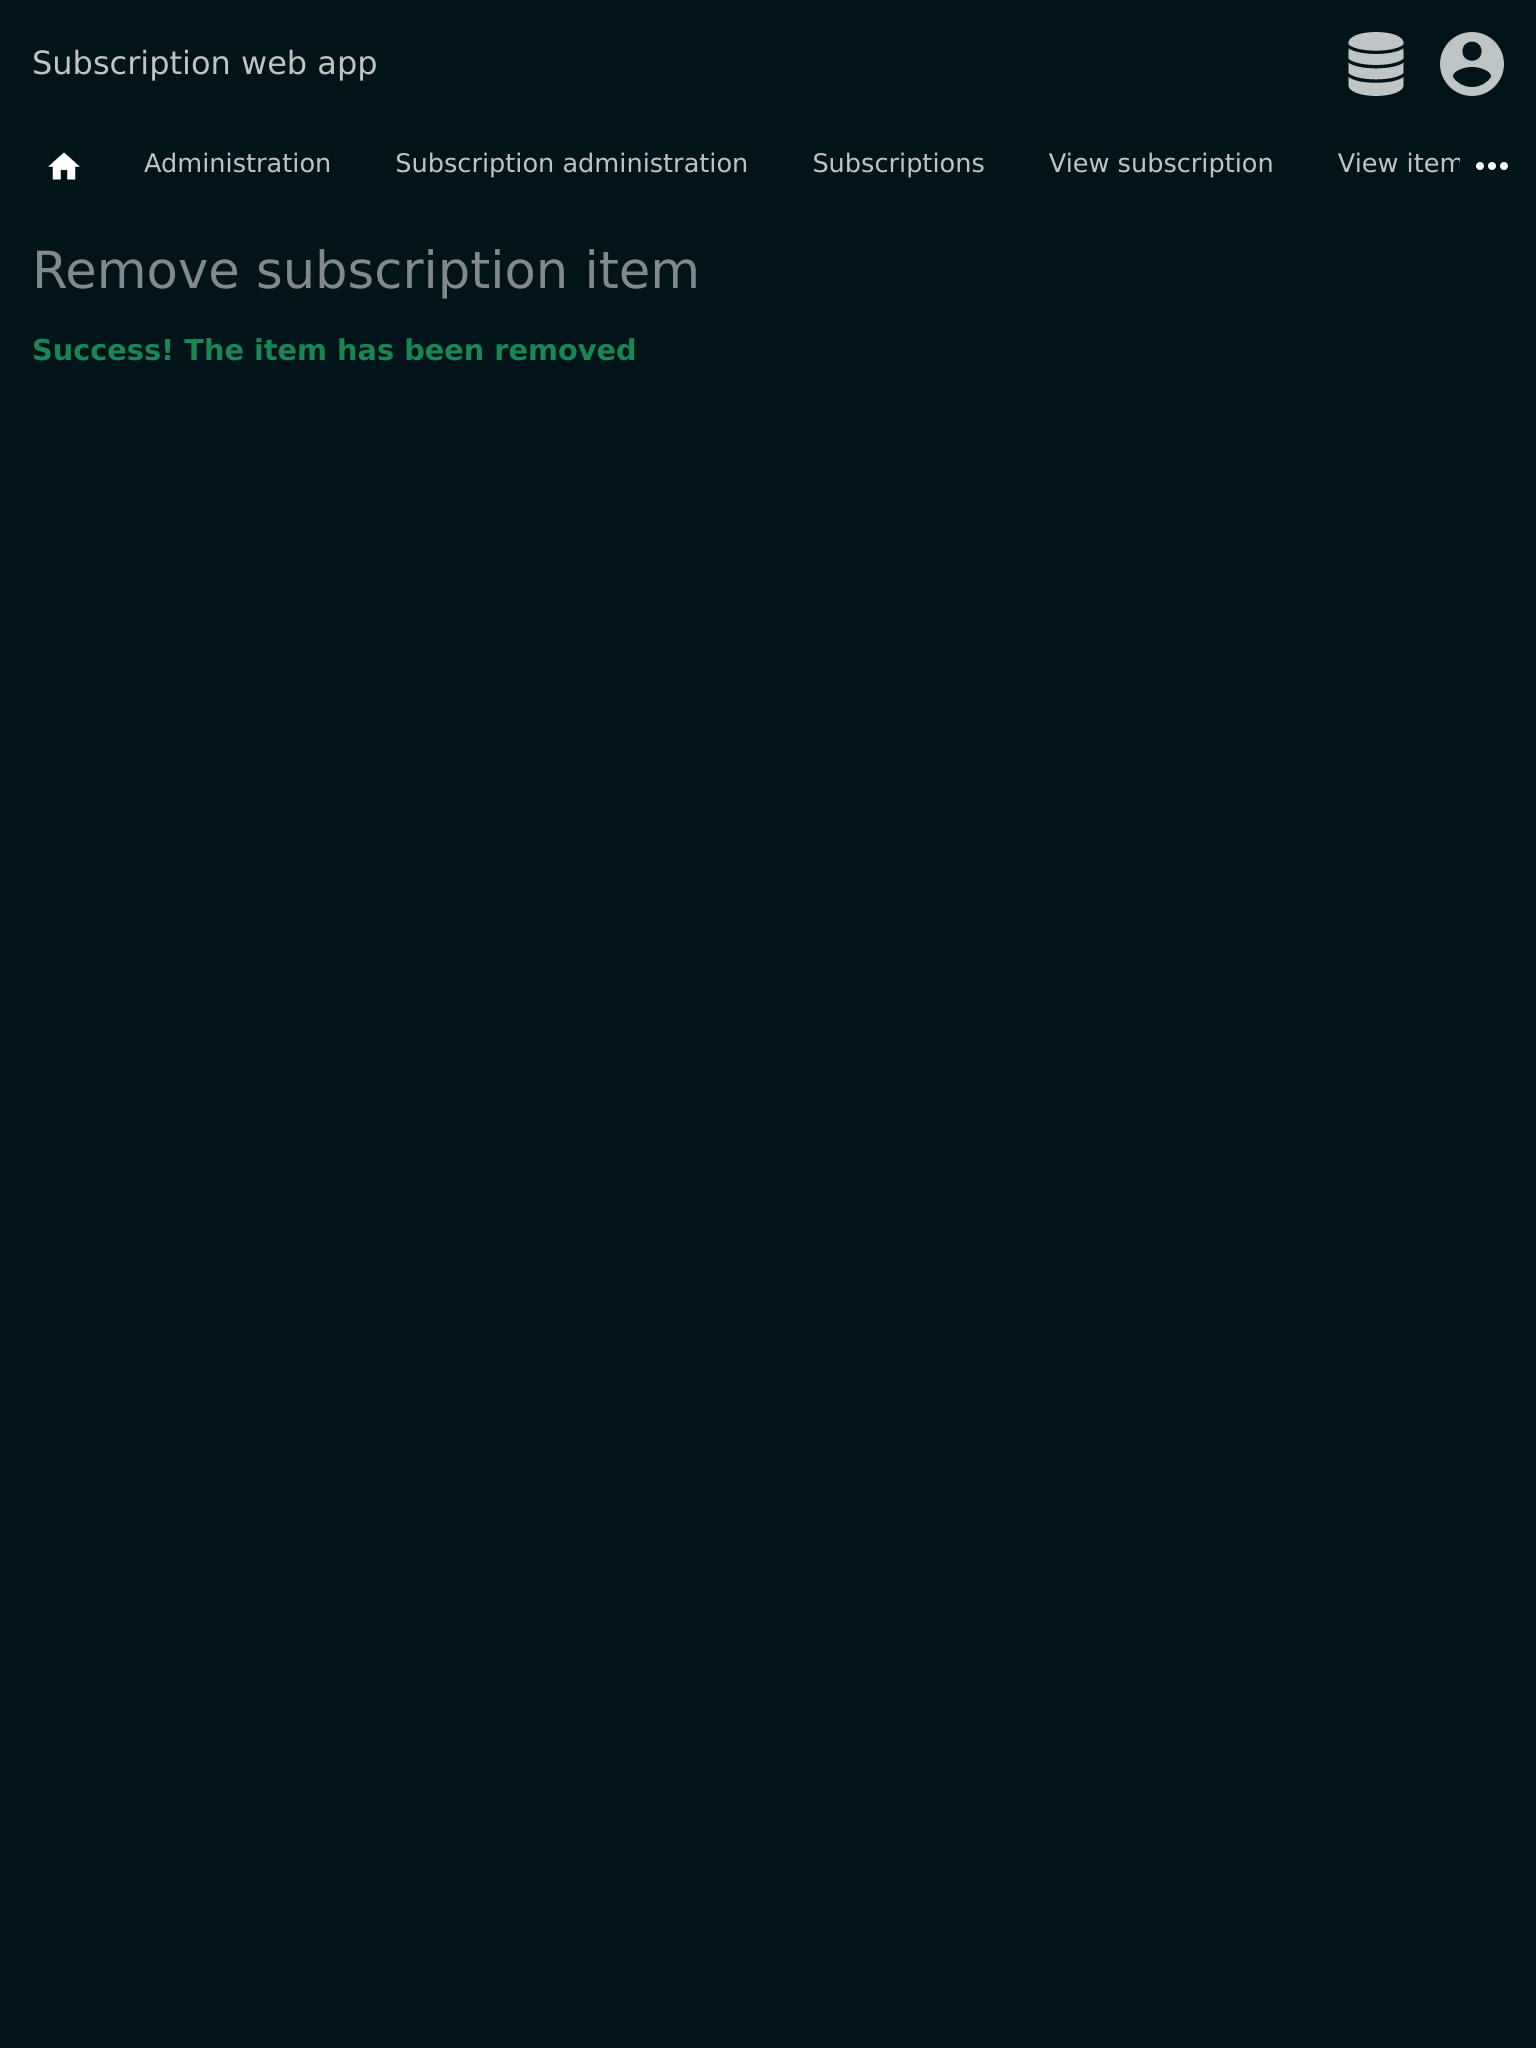 Subscription web app
Administration Subscription administration Subscriptions View subscription View item
Remove subscription item
Success! The item has been removed